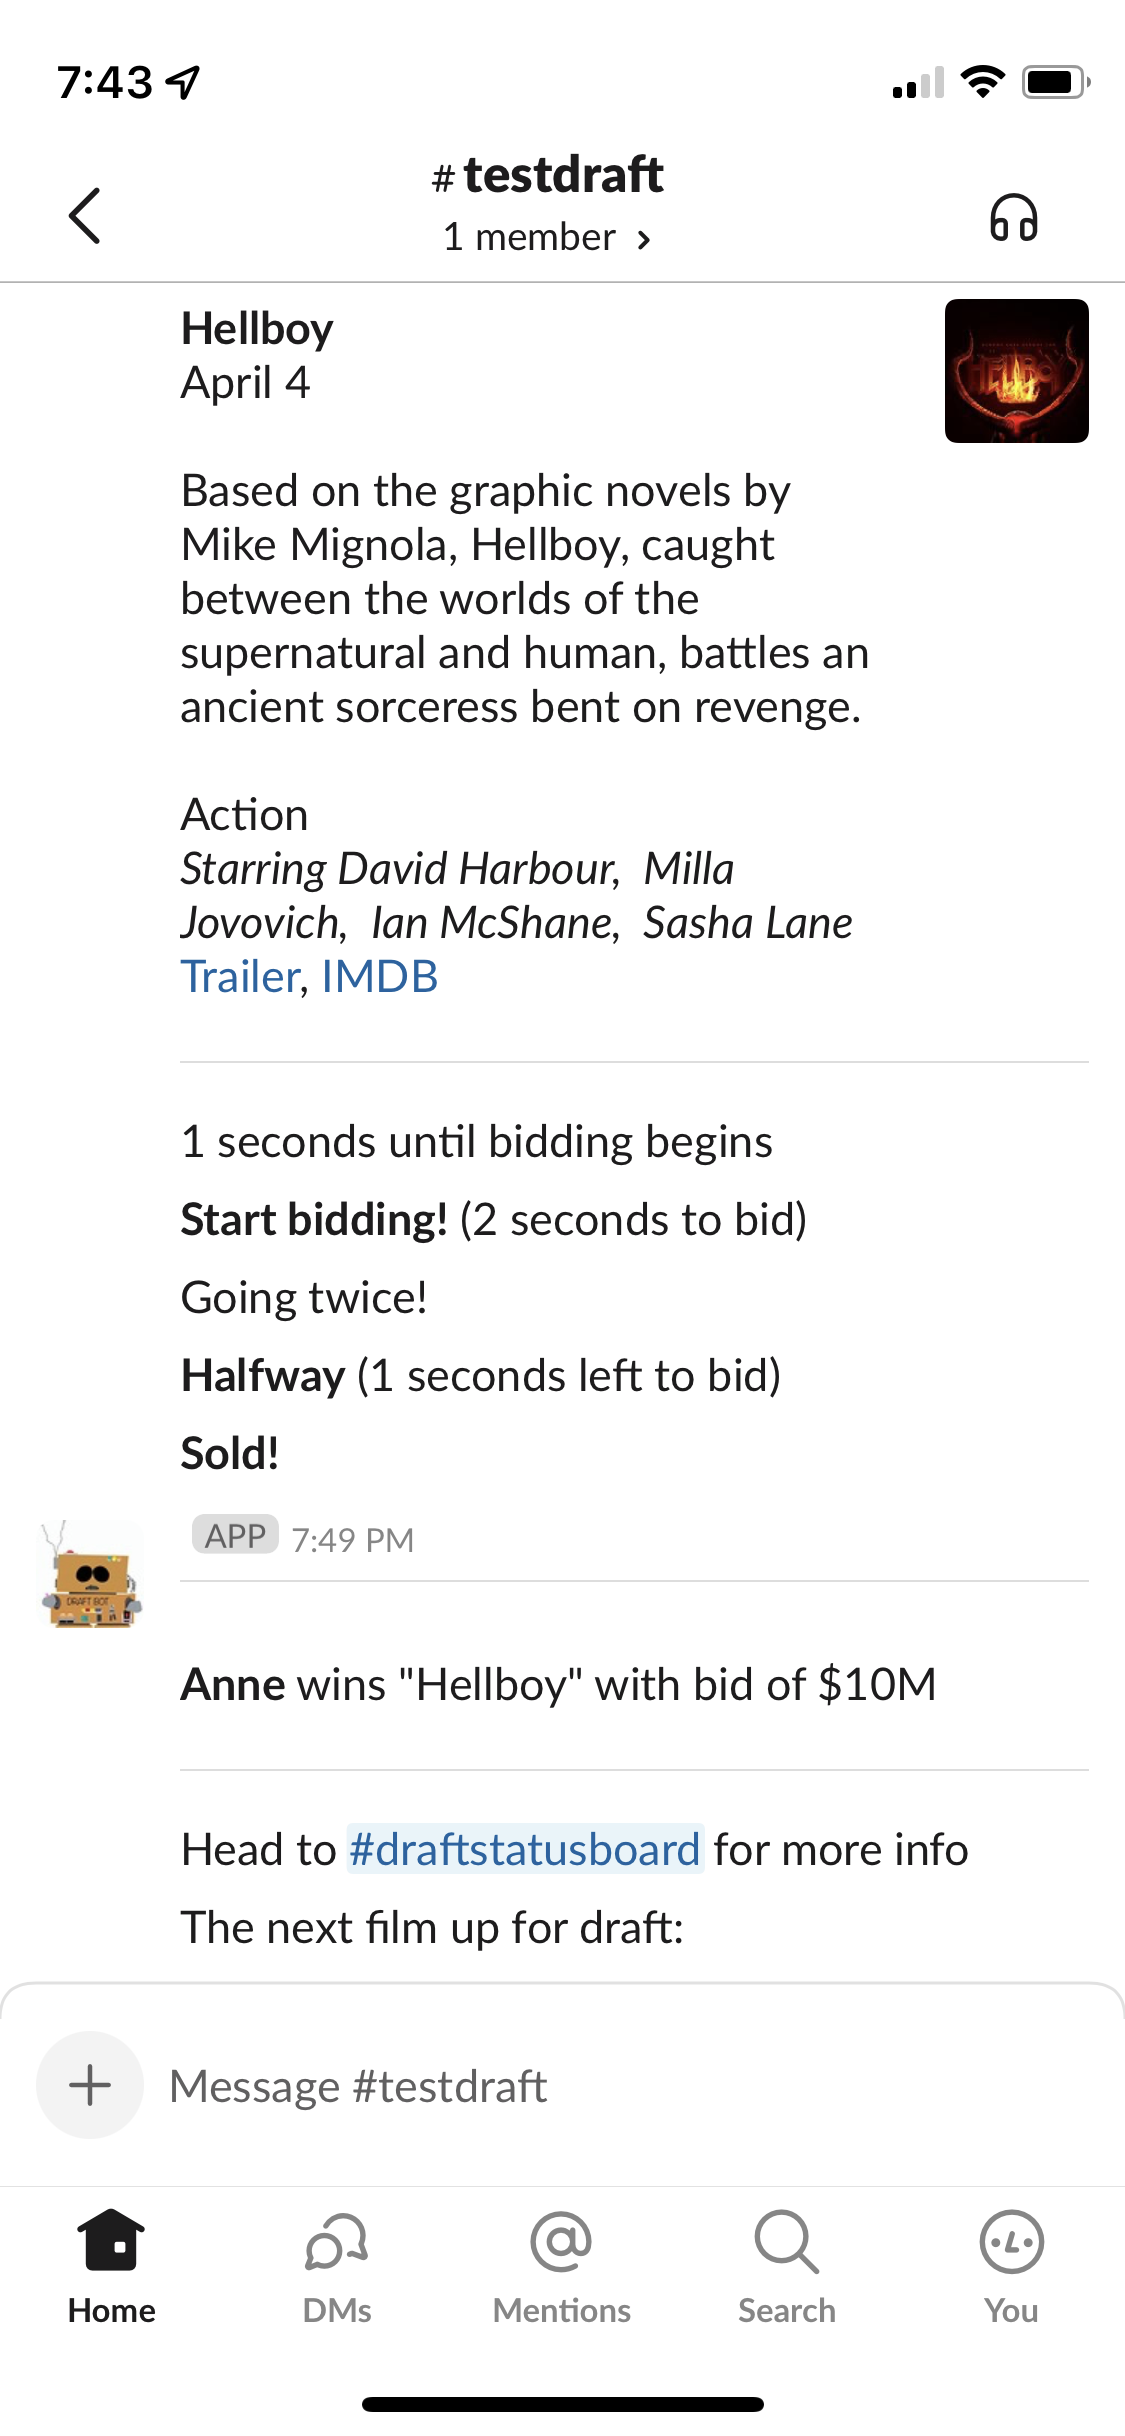 7:43
# testdraft
1 member >
Hellboy
April 4
HELLBOY
Based on the graphic novels by
Mike Mignola, Hellboy, caught
between the worlds of the
supernatural and human, battles an
ancient sorceress bent on revenge.
Action
Starring David Harbour,  Milla
Jovovich,  Ian McShane,  Sasha Lane
Trailer, IMDB
1 seconds until bidding begins
Start bidding! (2 seconds to bid)
Going twice!
Halfway (1 seconds left to bid)
Sold!
APP 7:49 PM
DRAFT BOT
Anne wins "Hellboy" with bid of $10M
Head to #draftstatusboard for more info
The next film up for draft:
Message #testdraft
Home DMs Mentions Search You